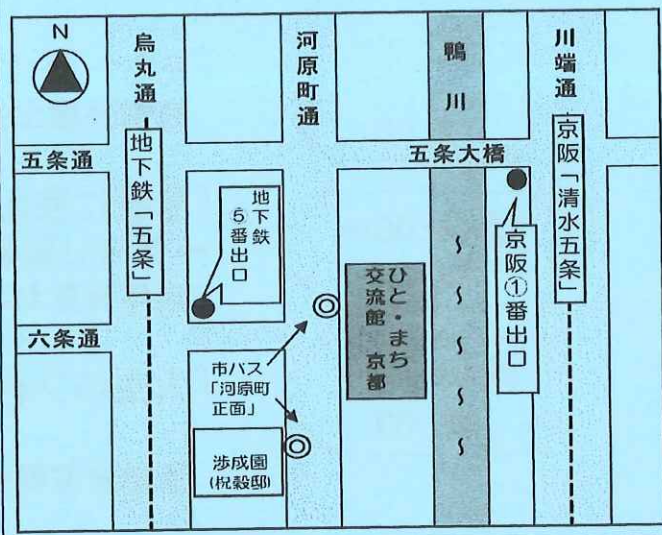 N
烏丸通
河原町通
鴨川
川端通
五条通
五条大橋
地下鉄「五条」
京阪「清水五条」
地下鉄
⑤番出口
京阪①番出口
ひと・まち
交流館 京都
六条通
市バス
「河原町
正面」
渉成園
(枳穀邸)